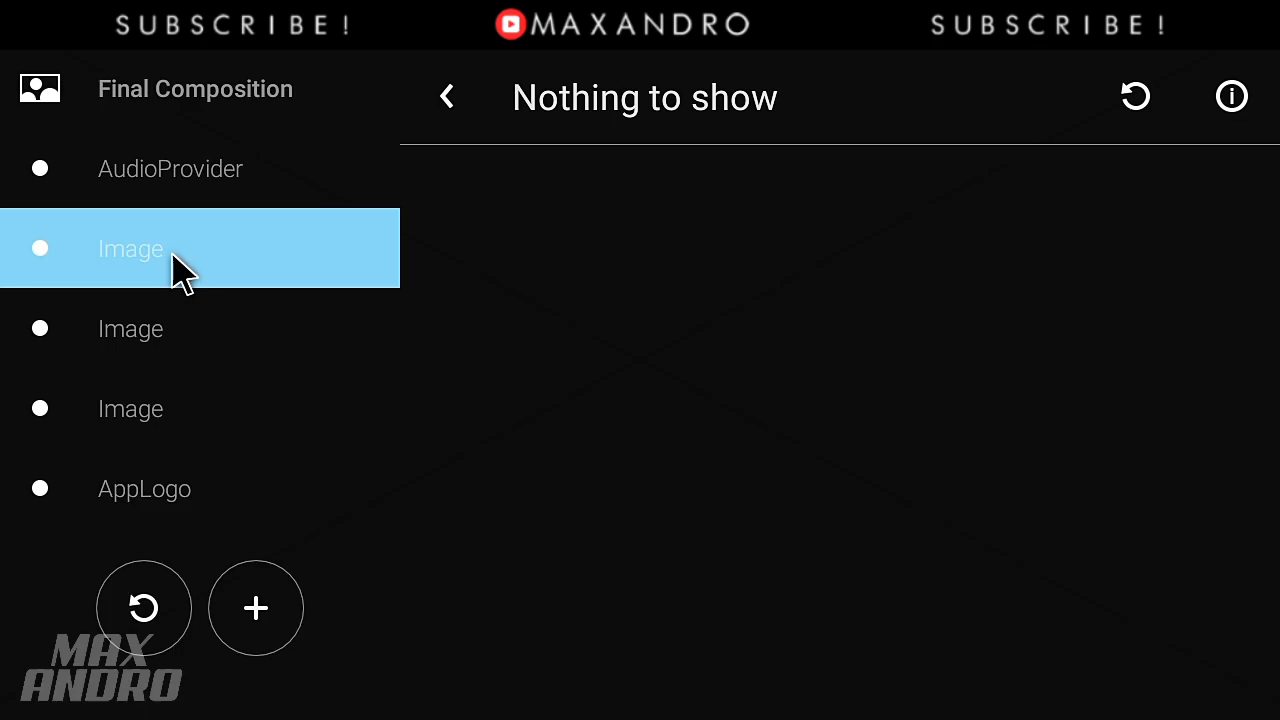 SUBSCRIBE! MAXANDRO SUBSCRIBE!
Final Composition
Nothing to show
AudioProvider
Image
Image
Image
AppLogo
MAX
ANDRO